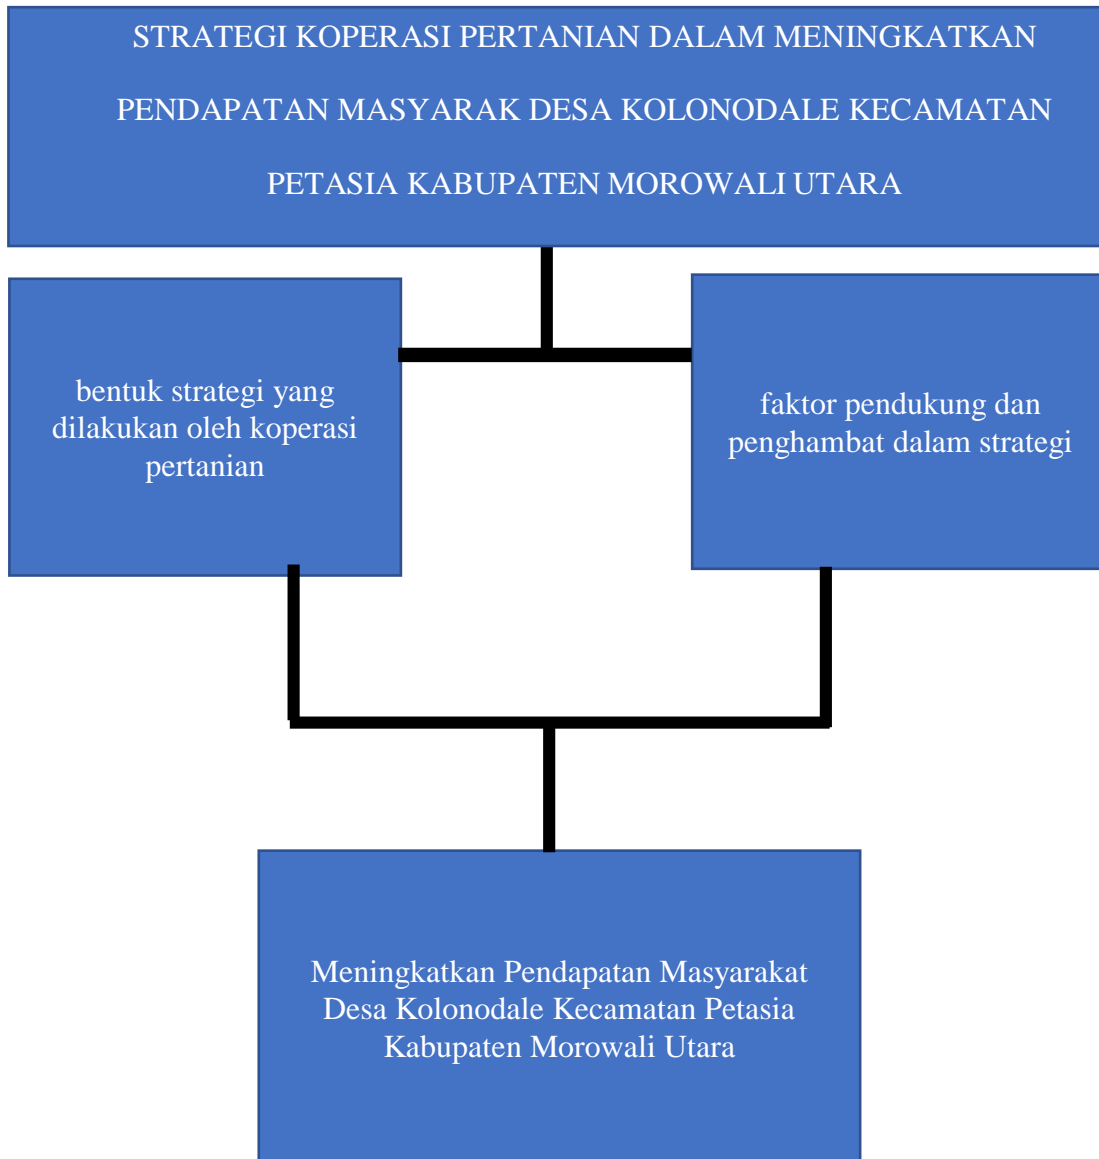 STRATEGI KOPERASI PERTANIAN DALAM MENINGKATKAN
PENDAPATAN MASYARAK DESA KOLONODALE KECAMATAN
PETASIA KABUPATEN MOROWALI UTARA
bentuk strategi yang
dilakukan oleh koperasi
pertanian
faktor pendukung dan
penghambat dalam strategi
Meningkatkan Pendapatan Masyarakat
Desa Kolonodale Kecamatan Petasia
Kabupaten Morowali Utara